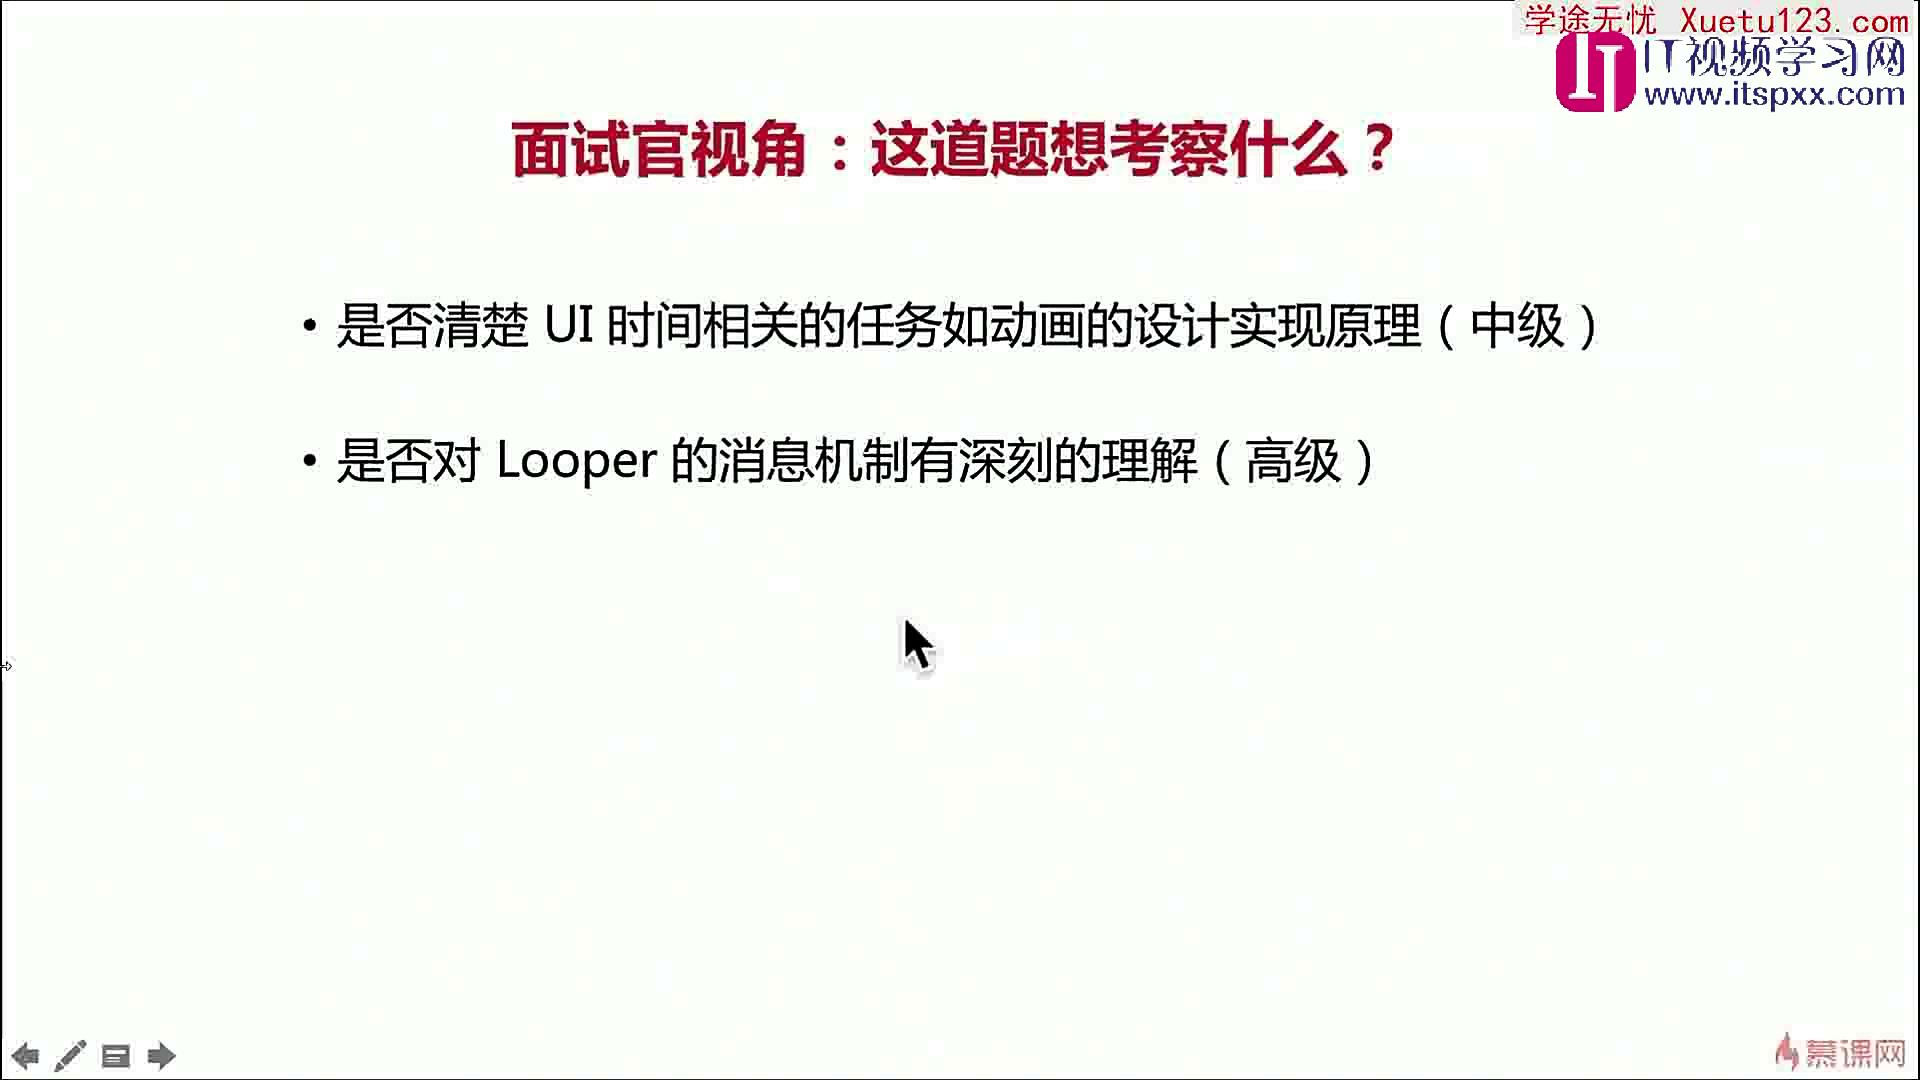 学途无忧 Xuetu123.com
IT视频学习网
www.itspxx.com
面试官视角：这道题想考察什么？
• 是否清楚 UI 时间相关的任务如动画的设计实现原理（中级）
• 是否对 Looper 的消息机制有深刻的理解（高级）
慕课网